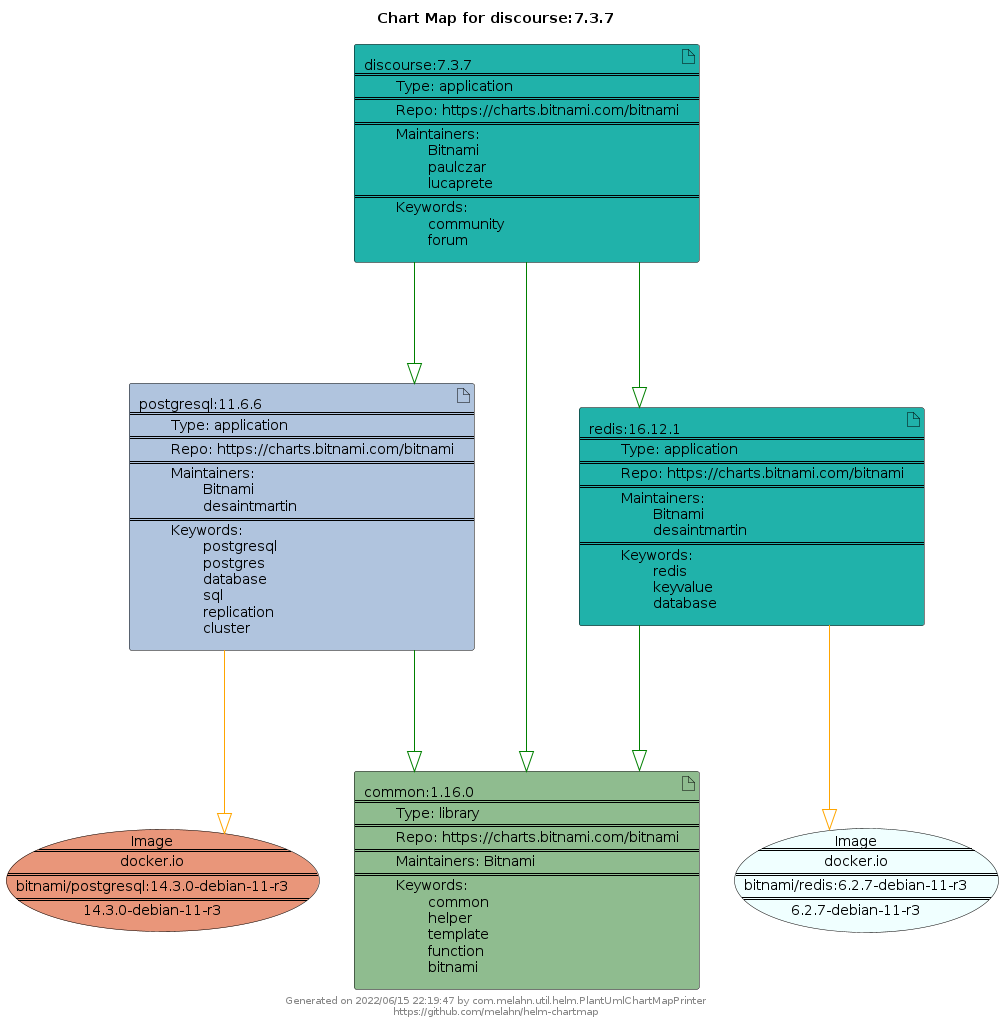 Chart Map for discourse:7.3.7
discourse:7.3.7
Type: application
Repo: https://charts.bitnami.com/bitnami
Maintainers:
Bitnami
paulczar
lucaprete
Keywords:
community
forum
postgresql:11.6.6
Type: application
Repo: https://charts.bitnami.com/bitnami
Maintainers:
Bitnami
desaintmartin
Keywords:
postgresql
postgres
database
sql
replication
cluster
redis:16.12.1
Type: application
Repo: https://charts.bitnami.com/bitnami
Maintainers:
Bitnami
desaintmartin
Keywords:
redis
keyvalue
database
Image
docker.io
bitnami/postgresql:14.3.0-debian-11-r3
14.3.0-debian-11-r3
common:1.16.0
Type: library
Repo: https://charts.bitnami.com/bitnami
Maintainers: Bitnami
Keywords:
common
helper
template
function
bitnami
Image
docker.io
bitnami/redis:6.2.7-debian-11-r3
6.2.7-debian-11-r3
Generated on 2022/06/15 22:19:47 by com.melahn.util.helm.PlantUmlChartMapPrinter
https://github.com/melahn/helm-chartmap